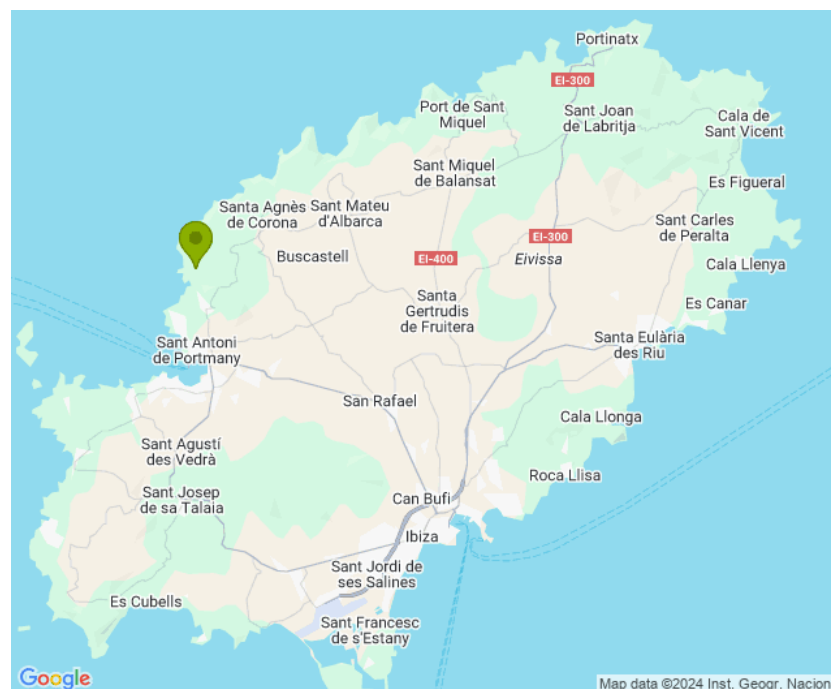 Portinatx
EI-300
Port de Sant
Miquel
Sant Joan
de Labritja
Cala de
Sant Vicent
Sant Miquel
de Balansat
Es Figueral
Santa Agnès
de Corona
Sant Mateu
d'Albarca
Sant Carles
de Peralta
EI-300
Buscastell
EI-400
Eivissa
Cala Llenya
Santa
Gertrudis
de Fruitera
Es Canar
Sant Antoni
de Portmany
Santa Eulària
des Riu
San Rafael
Cala Llonga
Sant Agustí
des Vedrà
Roca Llisa
Sant Josep
de sa Talaia
Can Bufi
Ibiza
Sant Jordi de
ses Salines
Es Cubells
Sant Francesc
de s'Estany
Google
Map data ©2024 Inst. Geogr. Nacion